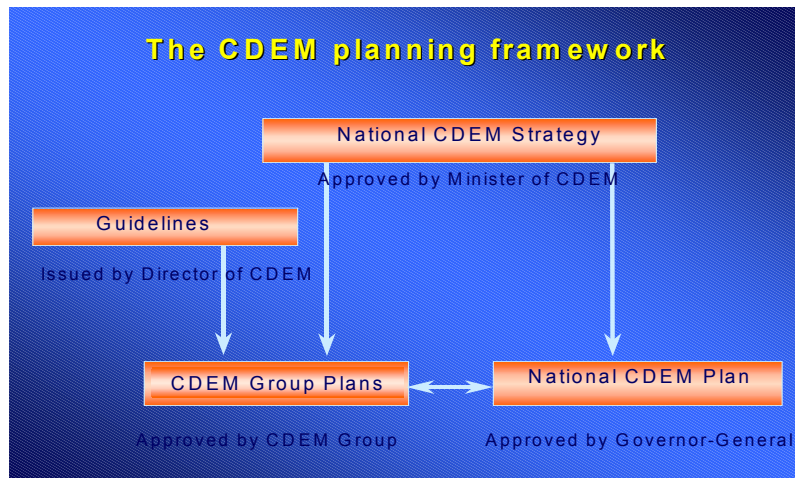 The CDEM planning framework
National CDEM Strategy
Approved by Minister of CDEM
Guidelines
Issued by Director of CDEM
CDEM Group Plans
Approved by CDEM Group
National CDEM Plan
Approved by Governor-General